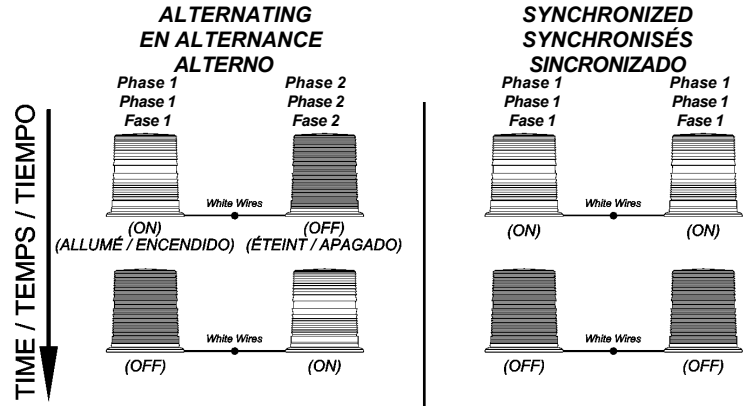 ALTERNATING
EN ALTERNANCE
ALTERNO
Phase 1
Phase 1
Fase 1
Phase 2
Phase 2
Fase 2
White Wires
(ON)
(ALLUMÉ / ENCENDIDO)
(OFF)
(ÉTEINT / APAGADO)
White Wires
(OFF)
(ON)
SYNCHRONIZED
SYNCHRONISÉS
SINCRONIZADO
Phase 1
Phase 1
Fase 1
Phase 1
Phase 1
Fase 1
White Wires
(ON)
(ON)
White Wires
(OFF)
(OFF)
TIME / TEMPS / TIEMPO